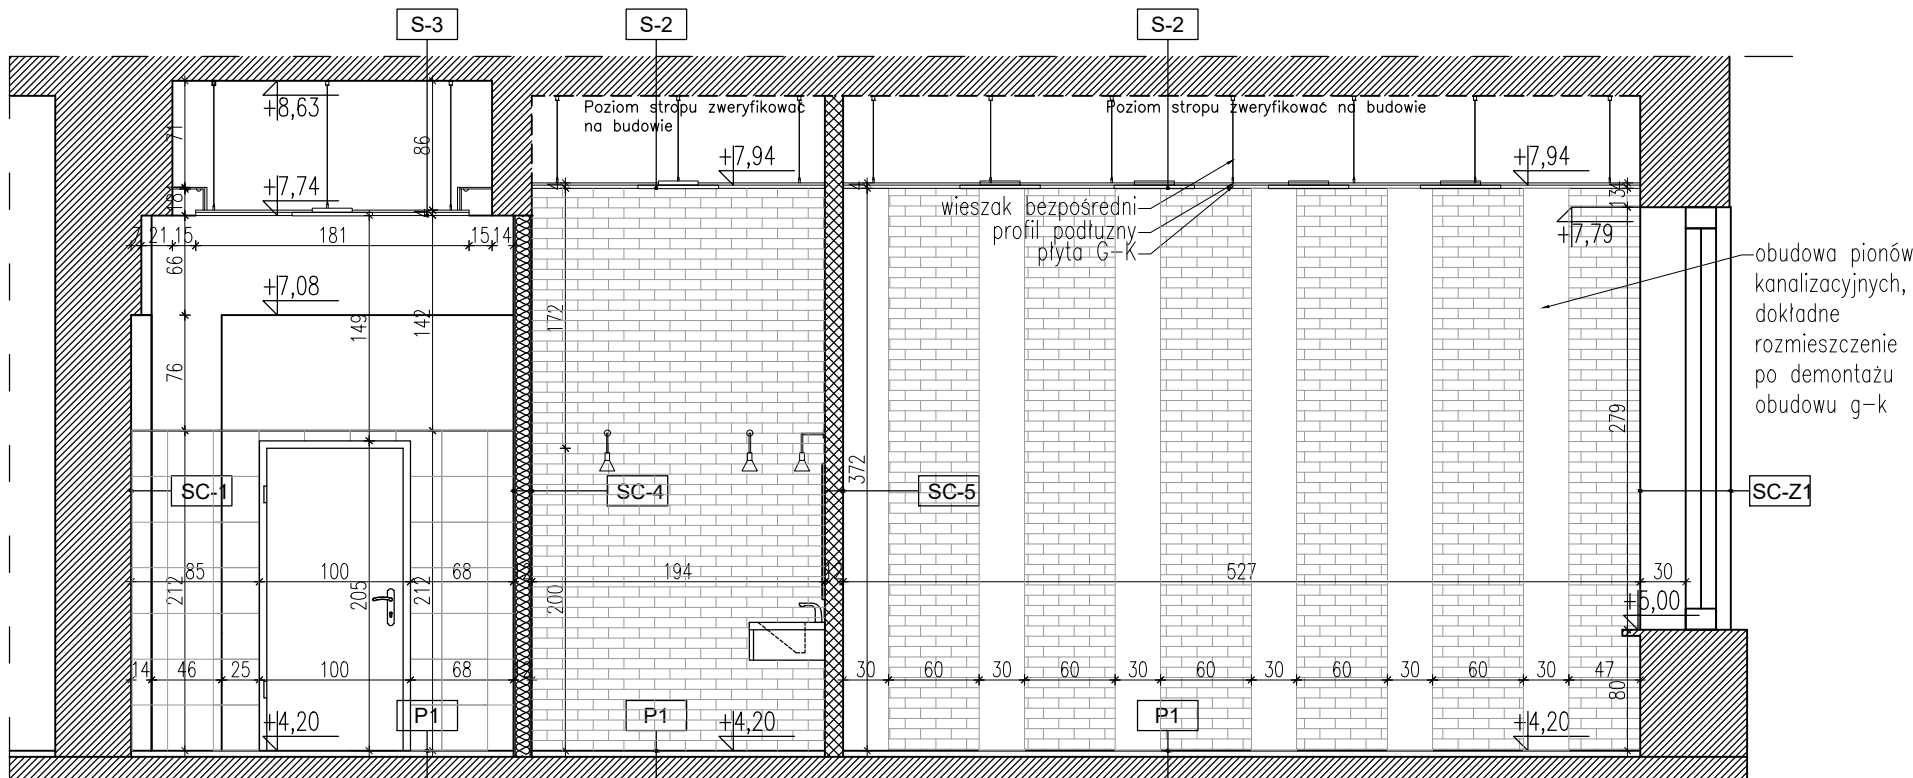 S-3
S-2
S-2
+8,63
Poziom stropu zweryfikować
na budowie
Poziom stropu zweryfikować na budowie
71
86
+7,94
+7,94
18
4
4
13
+7,74
wieszak bezpośredni
profil podłużny
płyta G-K
+7,79
7
21
15
181
15
14
66
+7,08
149
142
172
76
279
obudowa pionów
kanalizacyjnych,
dokładne
rozmieszczenie
po demontażu
obudowu g-k
372
SC-1
SC-4
SC-5
SC-Z1
85
100
68
194
527
30
212
205
212
200
+5,00
14
46
25
100
68
30
60
30
60
30
60
30
60
30
60
30
47
80
P1
P1
P1
+4,20
+4,20
+4,20